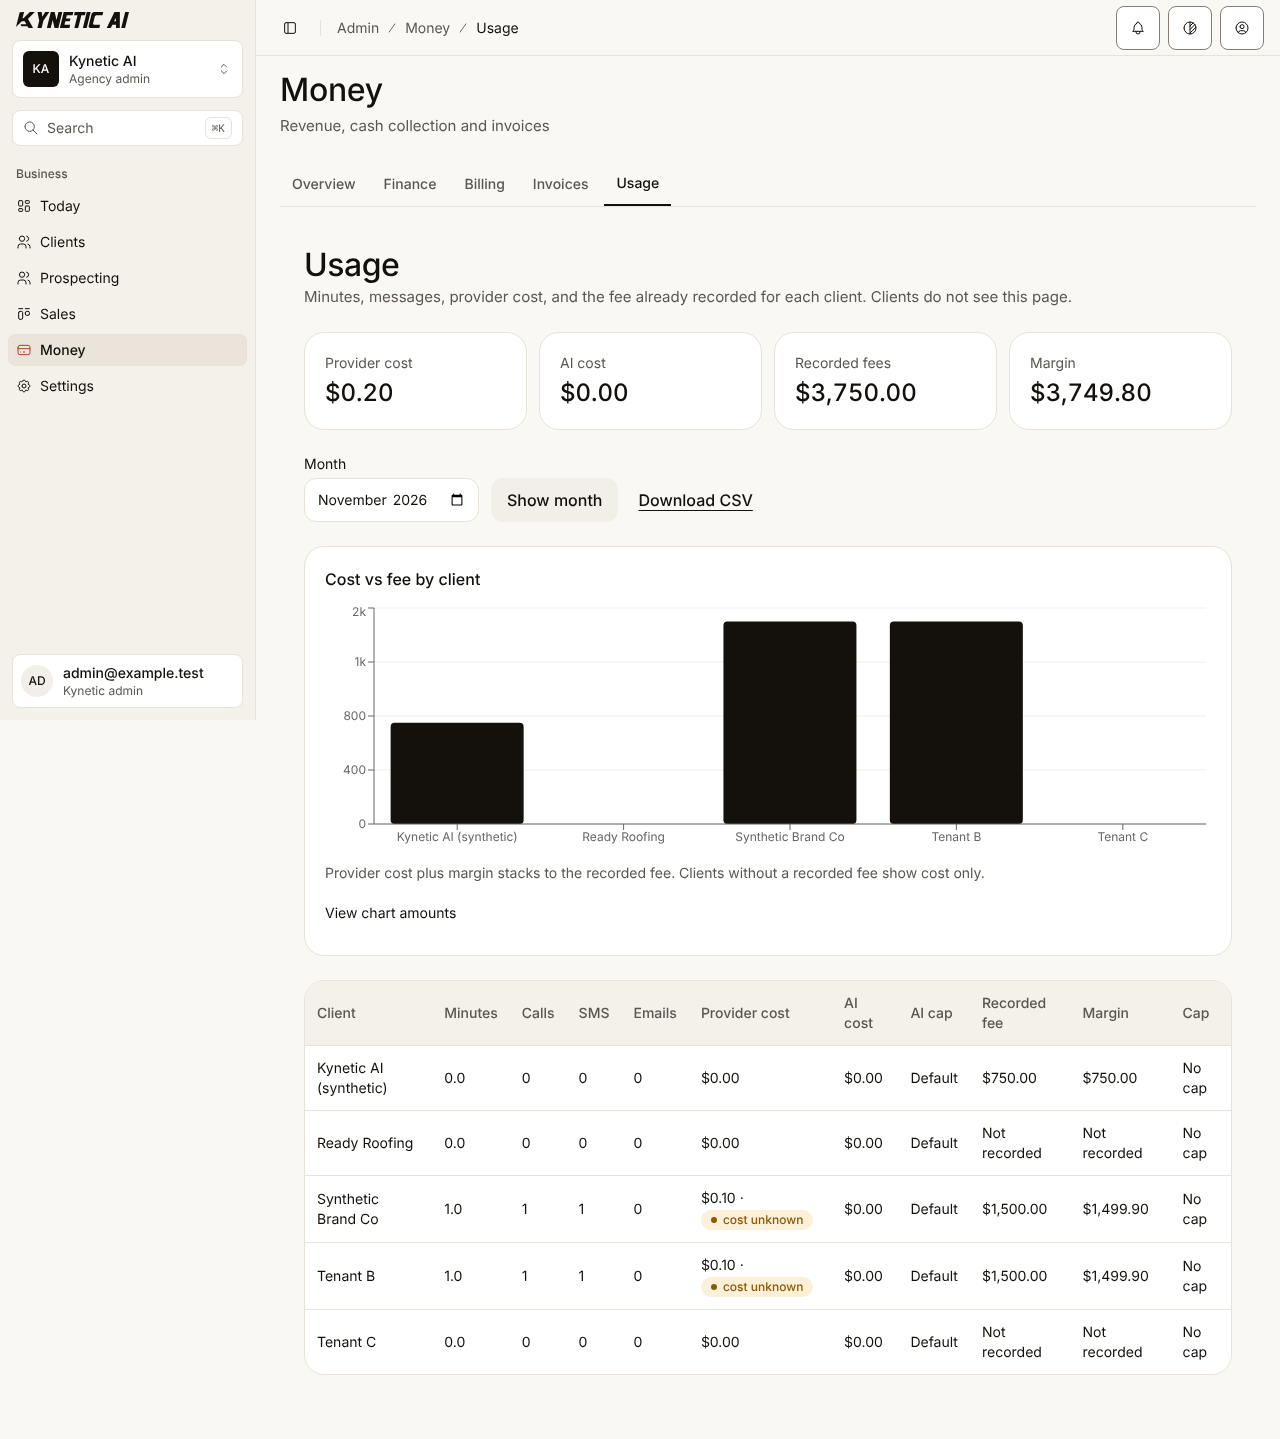 KYNETIC AI
KA
Kynetic AI
Agency admin
Search
⌘K
Business
Today
Clients
Prospecting
Sales
Money
Settings
AD
admin@example.test
Kynetic admin
Admin / Money / Usage
Money
Revenue, cash collection and invoices
Overview Finance Billing Invoices Usage
Usage
Minutes, messages, provider cost, and the fee already recorded for each client. Clients do not see this page.
Provider cost
$0.20
AI cost
$0.00
Recorded fees
$3,750.00
Margin
$3,749.80
Month
November 2026
Show month
Download CSV
Cost vs fee by client
2k
1k
800
400
0
Kynetic AI (synthetic) Ready Roofing Synthetic Brand Co Tenant B Tenant C
Provider cost plus margin stacks to the recorded fee. Clients without a recorded fee show cost only.
View chart amounts
Client Minutes Calls SMS Emails Provider cost AI cost AI cap Recorded fee Margin Cap
Kynetic AI (synthetic) 0.0 0 0 0 $0.00 $0.00 Default $750.00 $750.00 No cap
Ready Roofing 0.0 0 0 0 $0.00 $0.00 Default Not recorded Not recorded No cap
Synthetic Brand Co 1.0 1 1 0 $0.10 · cost unknown $0.00 Default $1,500.00 $1,499.90 No cap
Tenant B 1.0 1 1 0 $0.10 · cost unknown $0.00 Default $1,500.00 $1,499.90 No cap
Tenant C 0.0 0 0 0 $0.00 $0.00 Default Not recorded Not recorded No cap